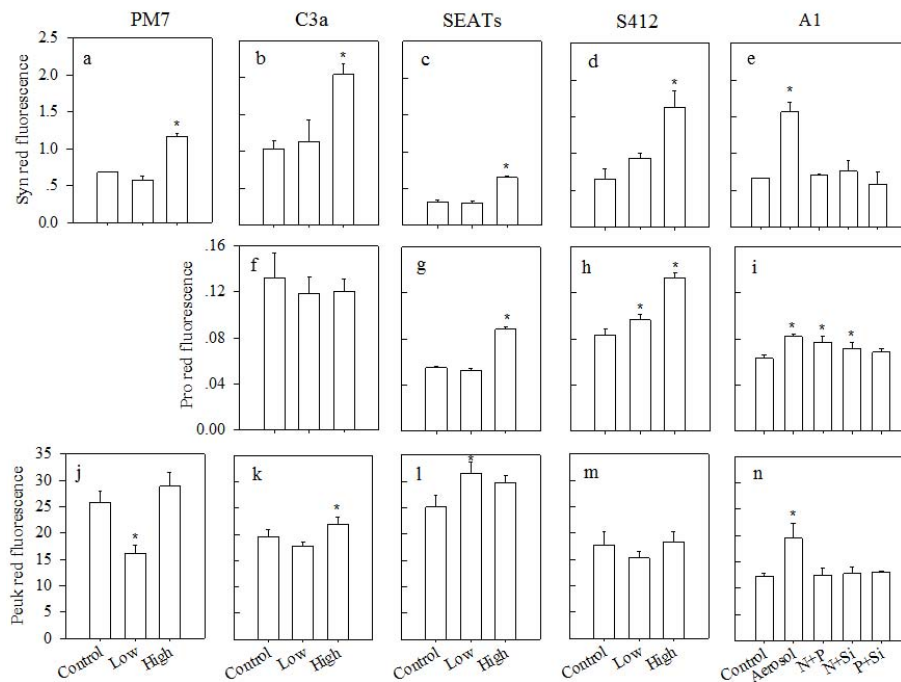 PM7 C3a SEATs S412 A1
Syn red fluorescence
2.5
2.0
1.5
1.0
.5
0.0
a
b
c
d
e
*
*
*
*
*
Pro red fluorescence
.16
.12
.08
.04
0.00
f
g
h
i
*
* *
* * *
Peuk red fluorescence
35
30
25
20
15
10
5
0
j
k
l
m
n
*
*
*
*
Control Low High
Control Low High
Control Low High
Control Low High
Control Aerosol N+P N+Si P+Si